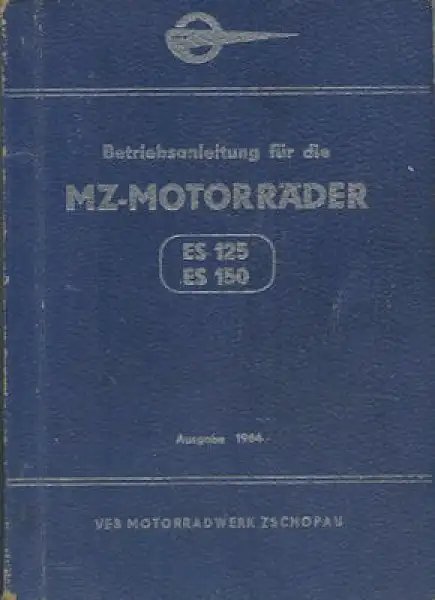 Betriebsanleitung für die
MZ-MOTORRÄDER
ES 125
ES 150
Ausgabe 1964
VEB MOTORRADWERK ZSCHOPAU